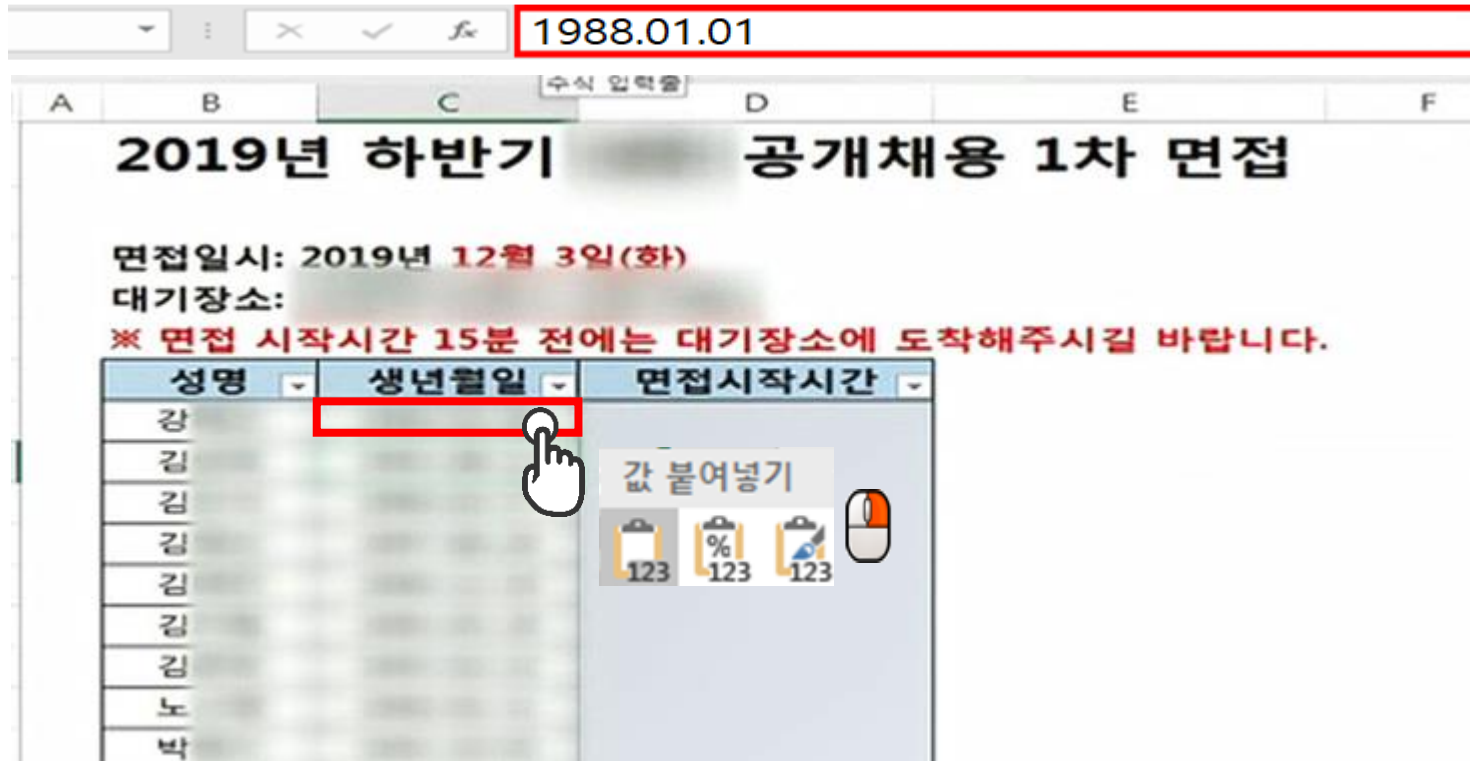 fx 1988.01.01
수식 입력줄
A B C D E F
2019년 하반기 공개채용 1차 면접
면접일시: 2019년 12월 3일(화)
대기장소:
※ 면접 시작시간 15분 전에는 대기장소에 도착해주시길 바랍니다.
성명 생년월일 면접시작시간
강
김
김
값 붙여넣기
김
김
123 % 123 123
김
김
노
박